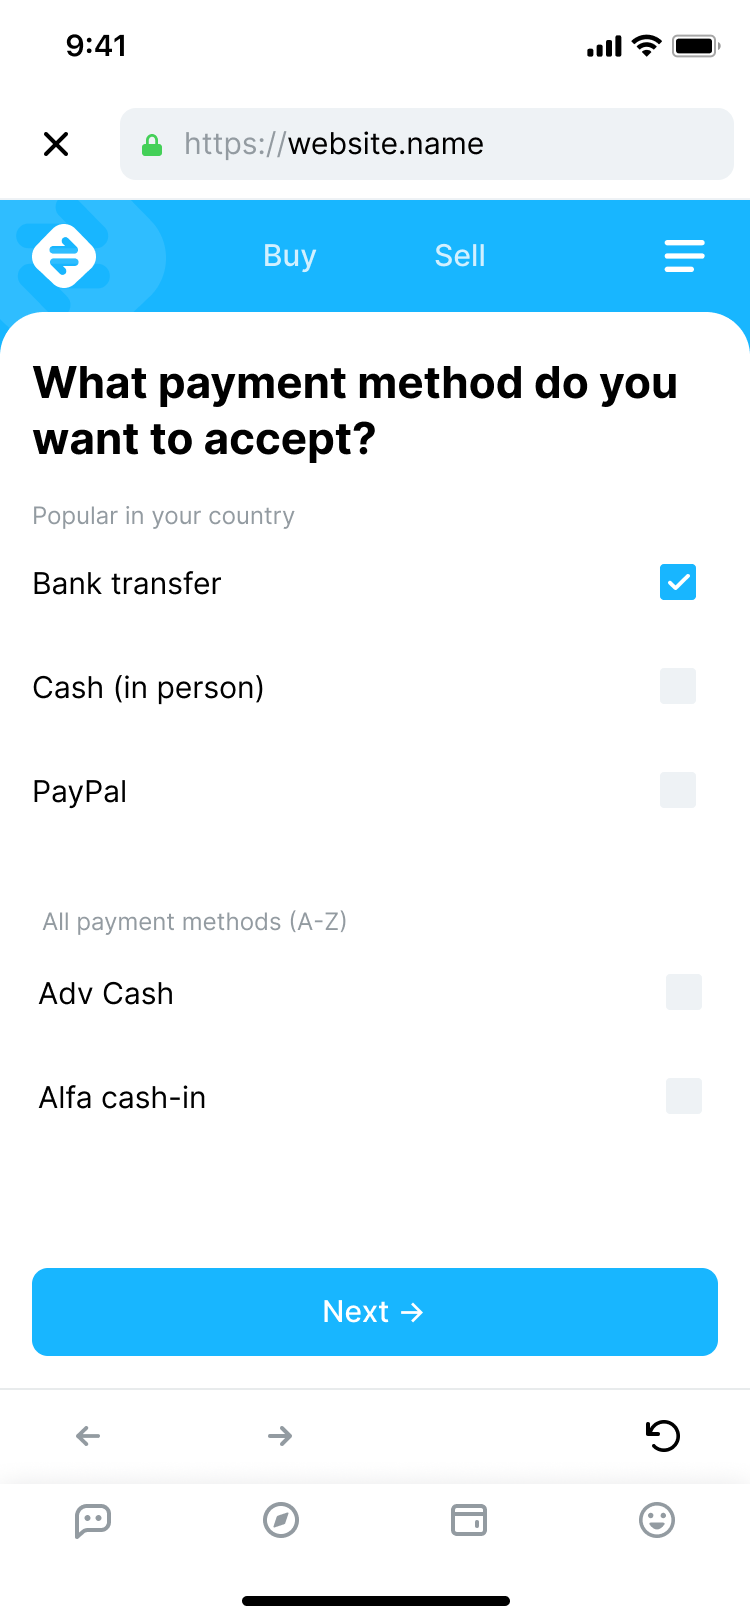 9:41
https://website.name
Buy Sell
What payment method do you
want to accept?
Popular in your country
Bank transfer
Cash (in person)
PayPal
All payment methods (A-Z)
Adv Cash
Alfa cash-in
Next →